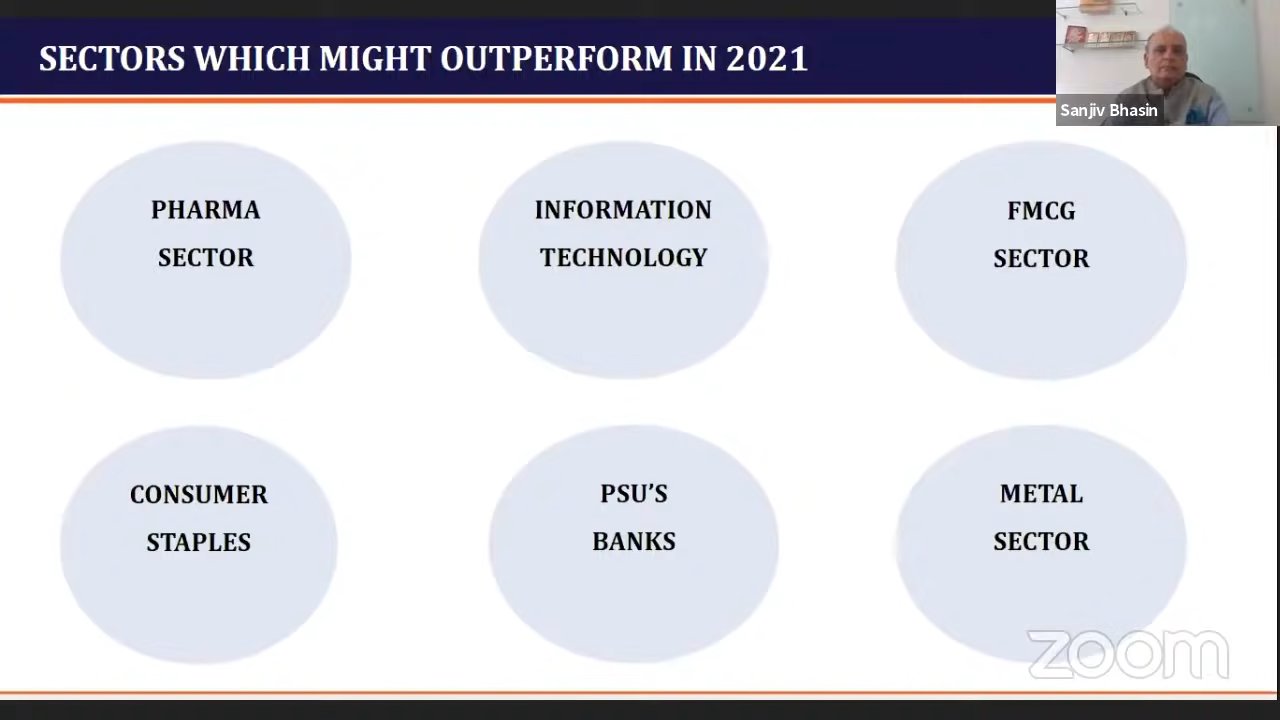 SECTORS WHICH MIGHT OUTPERFORM IN 2021
Sanjiv Bhasin
PHARMA
SECTOR
INFORMATION
TECHNOLOGY
FMCG
SECTOR
CONSUMER
STAPLES
PSU’S
BANKS
METAL
SECTOR
zoom